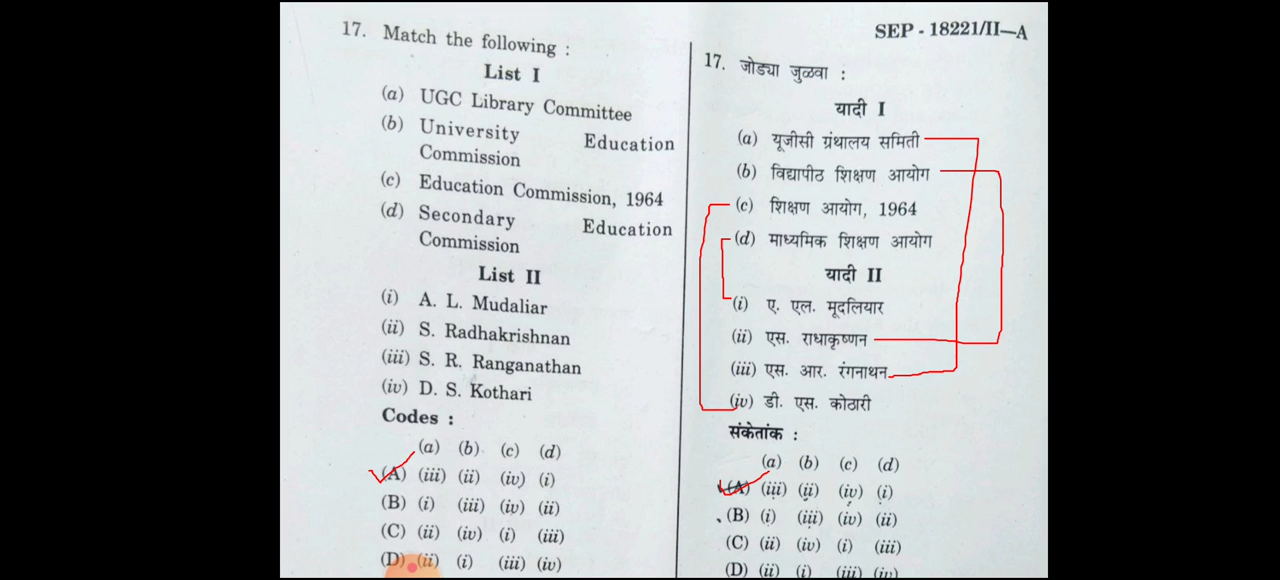 17. Match the following :
List I
(a) UGC Library Committee
(b) University Education
Commission
(c) Education Commission, 1964
(d) Secondary Education
Commission
List II
(i) A. L. Mudaliar
(ii) S. Radhakrishnan
(iii) S. R. Ranganathan
(iv) D. S. Kothari
Codes :
(a) (b) (c) (d)
(A) (iii) (ii) (iv) (i)
(B) (i) (iii) (iv) (ii)
(C) (ii) (iv) (i) (iii)
(D) (ii) (i) (iii) (iv)
SEP - 18221/II—A
17. जोड्या जुळवा :
यादी I
(a) यूजीसी ग्रंथालय समिती
(b) विद्यापीठ शिक्षण आयोग
(c) शिक्षण आयोग, 1964
(d) माध्यमिक शिक्षण आयोग
यादी II
(i) ए. एल. मूदलियार
(ii) एस. राधाकृष्णन
(iii) एस. आर. रंगनाथन
(iv) डी. एस. कोठारी
संकेतांक :
(a) (b) (c) (d)
(A) (iii) (ii) (iv) (i)
(B) (i) (iii) (iv) (ii)
(C) (ii) (iv) (i) (iii)
(D) (ii) (i) (iii) (iv)